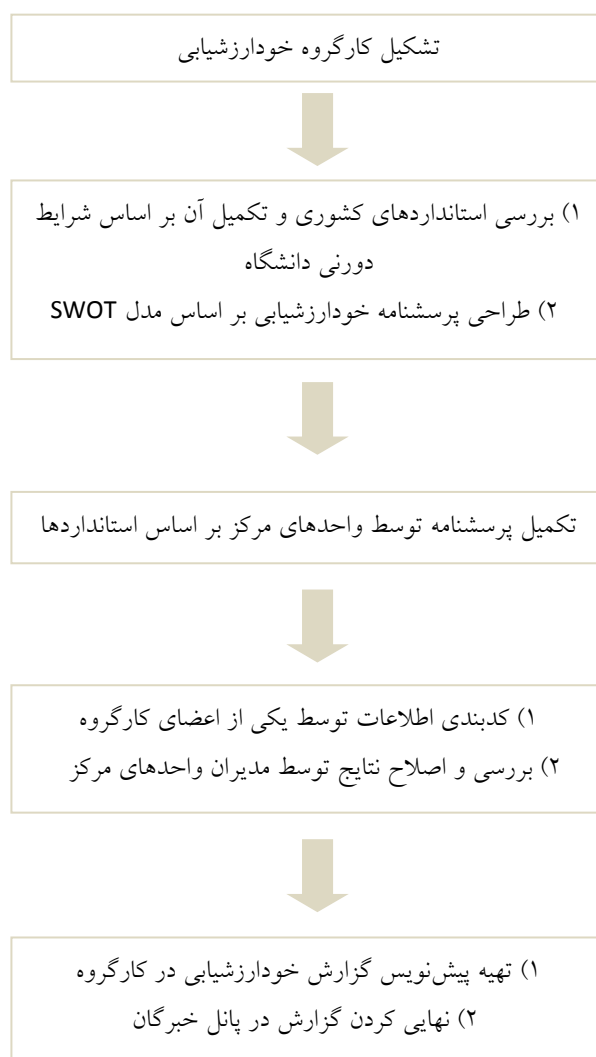 تشکیل کارگروه خودارزشیابی
۱) بررسی استانداردهای کشوری و تکمیل آن بر اساس شرایط
دورنی دانشگاه
۲) طراحی پرسشنامه خودارزشیابی بر اساس مدل SWOT
تکمیل پرسشنامه توسط واحدهای مرکز بر اساس استانداردها
۱) کدبندی اطلاعات توسط یکی از اعضای کارگروه
۲) بررسی و اصلاح نتایج توسط مدیران واحدهای مرکز
۱) تهیه پیش‌نویس گزارش خودارزشیابی در کارگروه
۲) نهایی کردن گزارش در پانل خبرگان